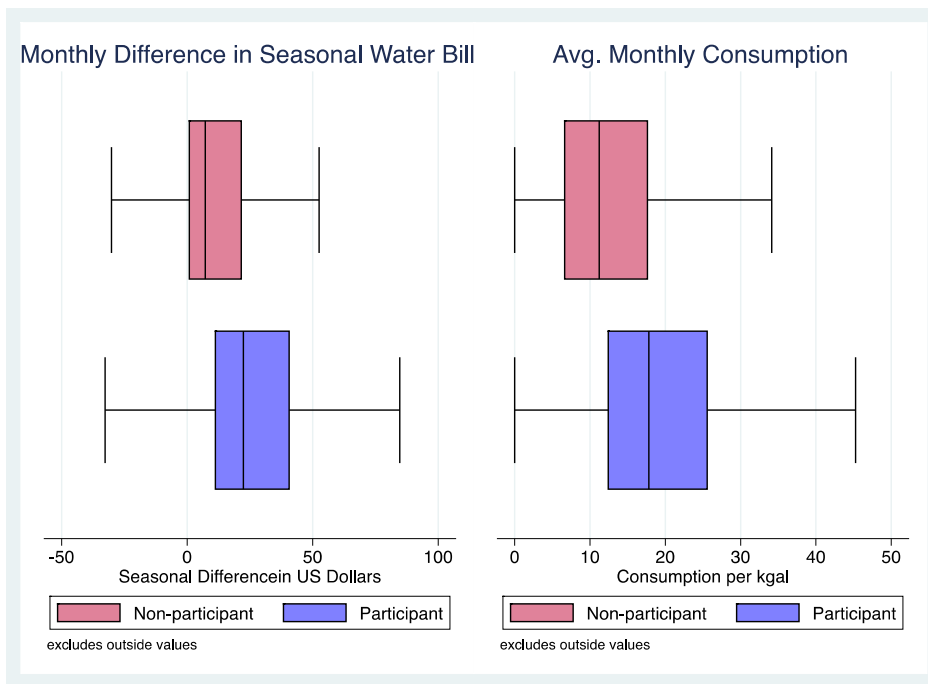 Monthly Difference in Seasonal Water Bill
-50 0 50 100
Seasonal Differencein US Dollars
Non-participant Participant
excludes outside values
Avg. Monthly Consumption
0 10 20 30 40 50
Consumption per kgal
Non-participant Participant
excludes outside values